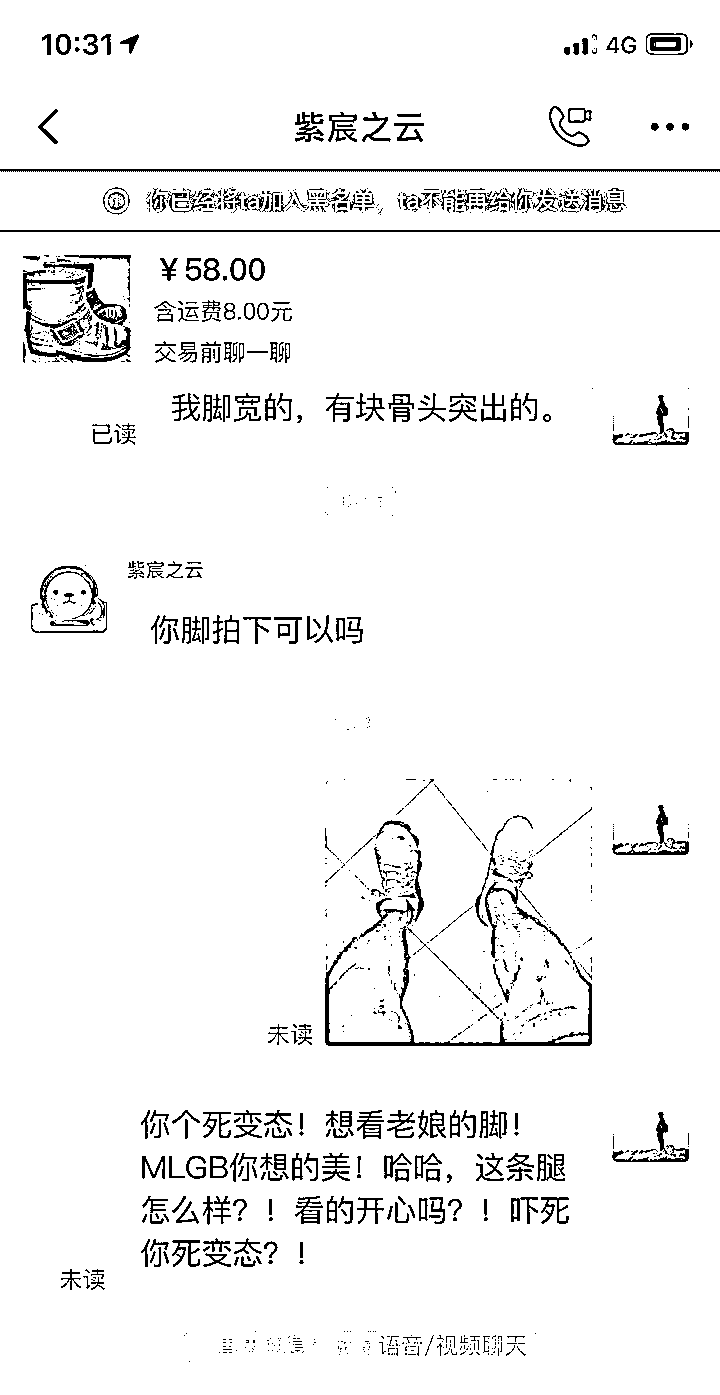 10:31
4G
紫宸之云
你已经将ta加入黑名单，ta不能再给你发送消息
￥58.00
含运费8.00元
交易前聊一聊
我脚宽的，有块骨头突出的。
已读
紫宸之云
你脚拍下可以吗
未读
你个死变态！想看老娘的脚！
MLGB你想的美！哈哈，这条腿
怎么样？！看的开心吗？！吓死
你死变态？！
未读
语音/视频聊天